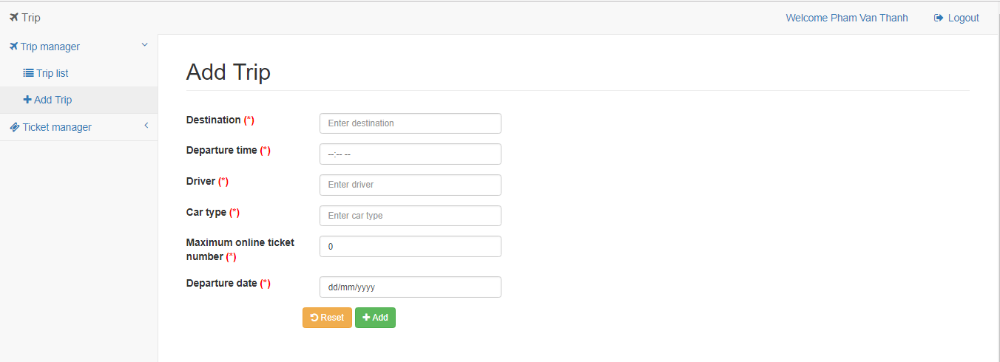 Trip
Welcome Pham Van Thanh
Logout
Trip manager
Trip list
Add Trip
Ticket manager
Add Trip
Destination (*)
Enter destination
Departure time (*)
--:-- --
Driver (*)
Enter driver
Car type (*)
Enter car type
Maximum online ticket
number (*)
0
Departure date (*)
dd/mm/yyyy
Reset
Add